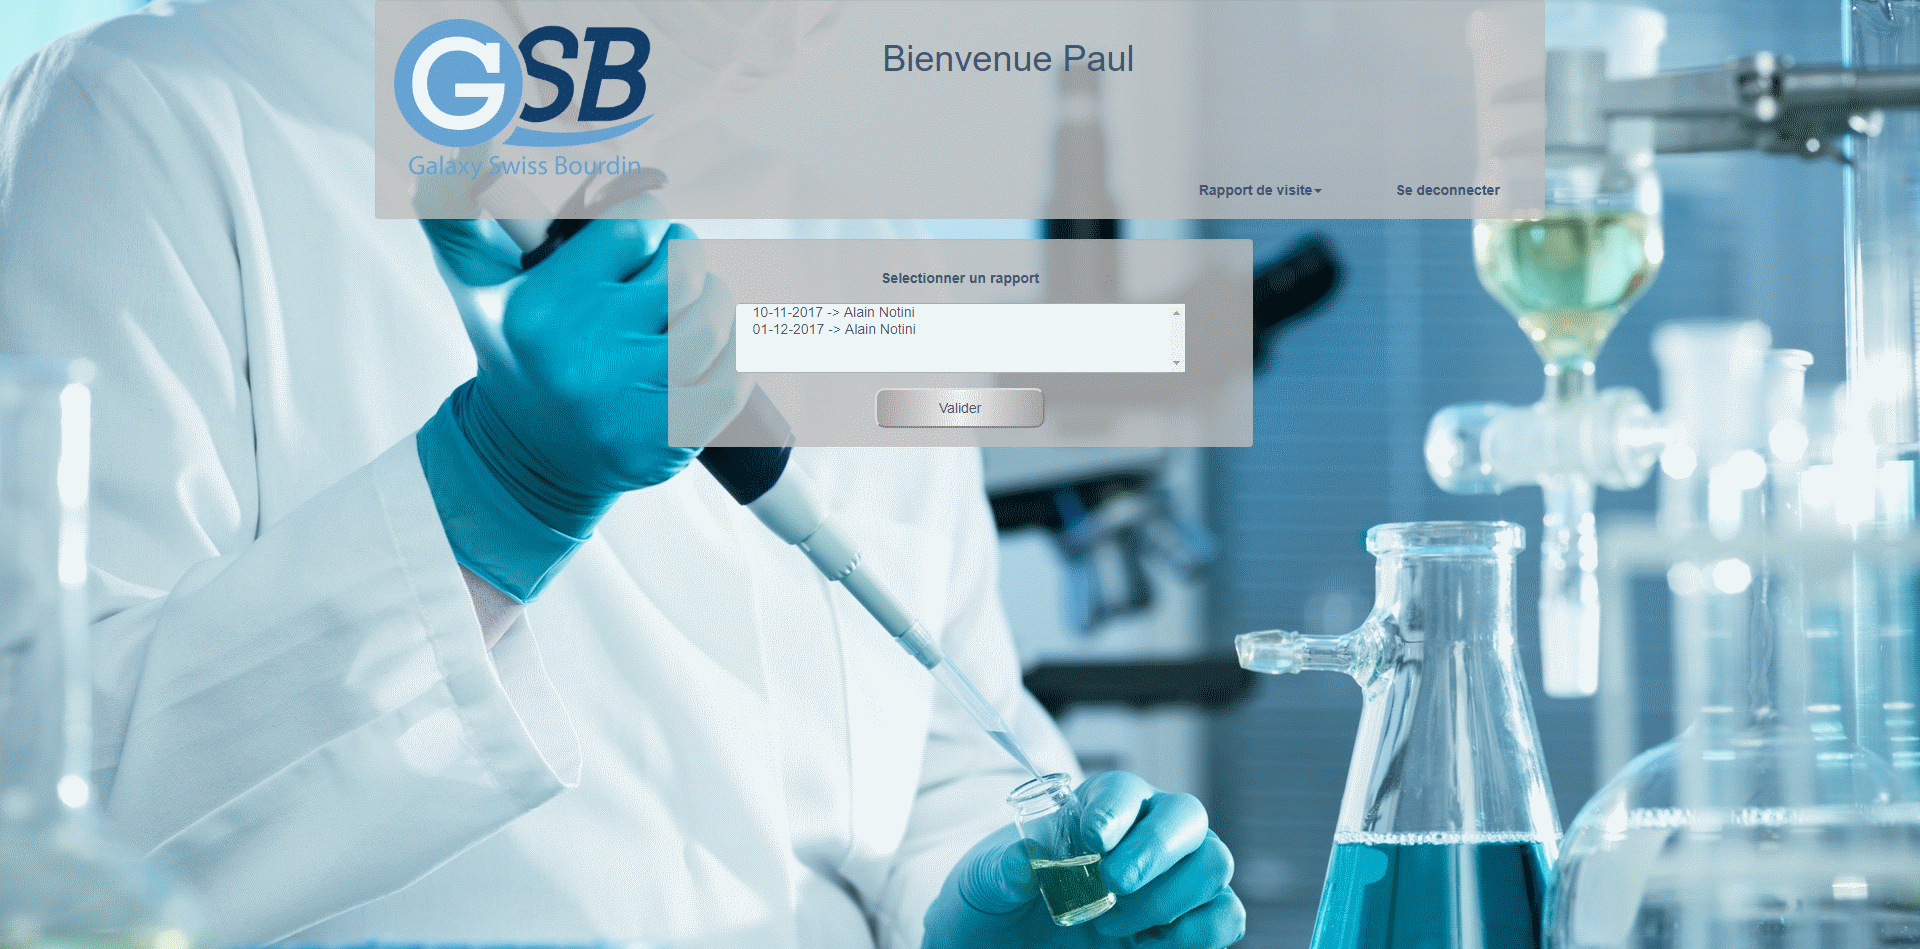 GSB
Galaxy Swiss Bourdin
Bienvenue Paul
Rapport de visite
Se deconnecter
Selectionner un rapport
10-11-2017 -> Alain Notini
01-12-2017 -> Alain Notini
Valider